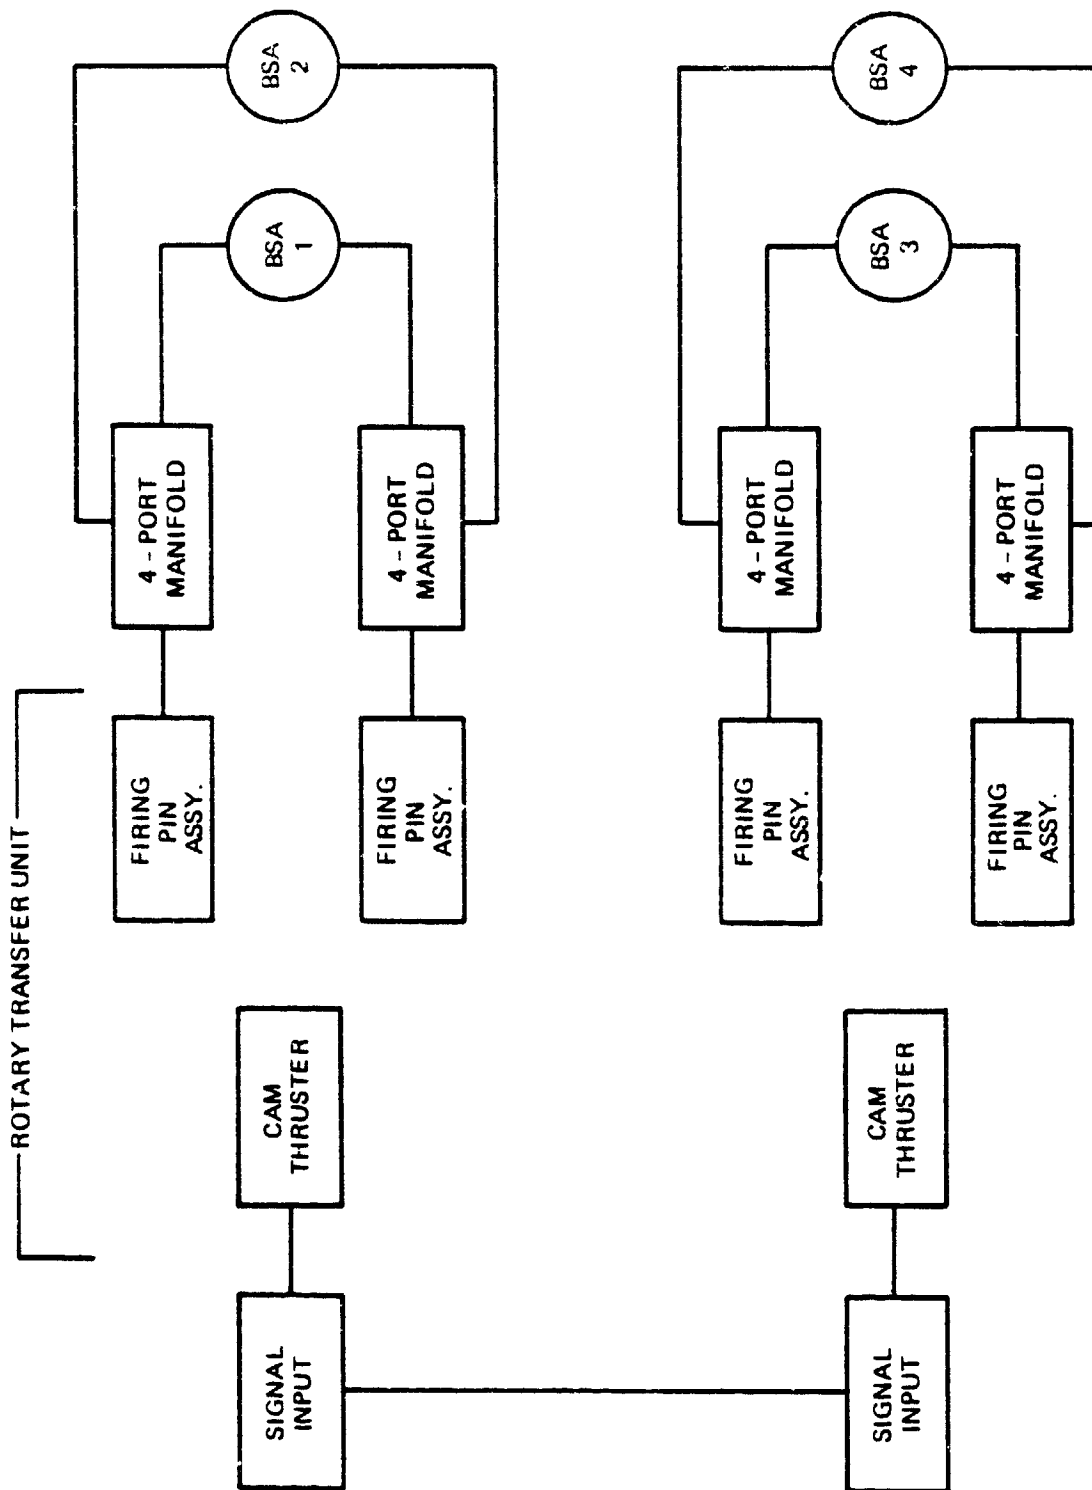 ROTARY TRANSFER UNIT
SIGNAL
INPUT
CAM
THRUSTER
FIRING
PIN
ASSY.
4 - PORT
MANIFOLD
BSA
1
BSA
2
FIRING
PIN
ASSY.
4 - PORT
MANIFOLD
SIGNAL
INPUT
CAM
THRUSTER
FIRING
PIN
ASSY.
4 - PORT
MANIFOLD
BSA
3
BSA
4
FIRING
PIN
ASSY.
4 - PORT
MANIFOLD